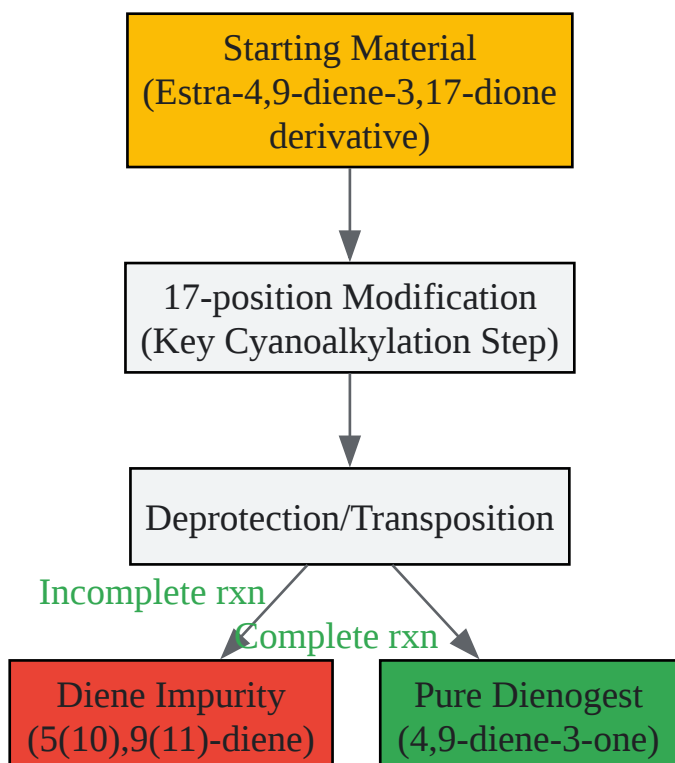 Starting Material
(Estra-4,9-diene-3,17-dione
derivative)
17-position Modification
(Key Cyanoalkylation Step)
Deprotection/Transposition
Incomplete rxn
Complete rxn
Diene Impurity
(5(10),9(11)-diene)
Pure Dienogest
(4,9-diene-3-one)